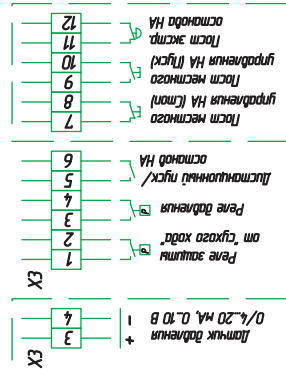 EX
Датчик давления + 3
0/4...20 мА, 0..10 В − 4
EX
Реле защиты 1
от "сухого хода" P 2
3
Реле давления P 4
Дистанционный пуск/ 5
останов НА 6
Пост местного 7
управления НА (Стоп) 8
Пост местного 9
управления НА (Пуск) 10
Пост экстр. 11
останова НА 12